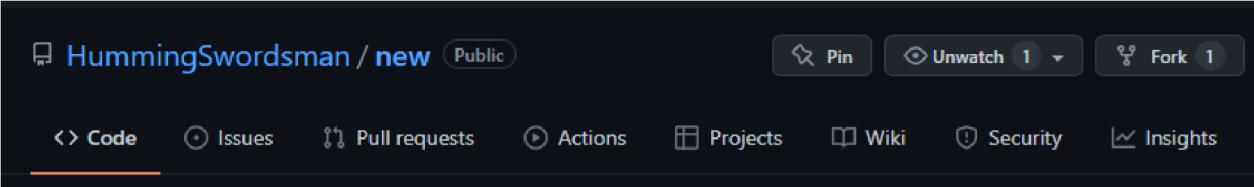 HummingSwordsman / new Public Pin Unwatch 1 Fork 1
Code Issues Pull requests Actions Projects Wiki Security Insights